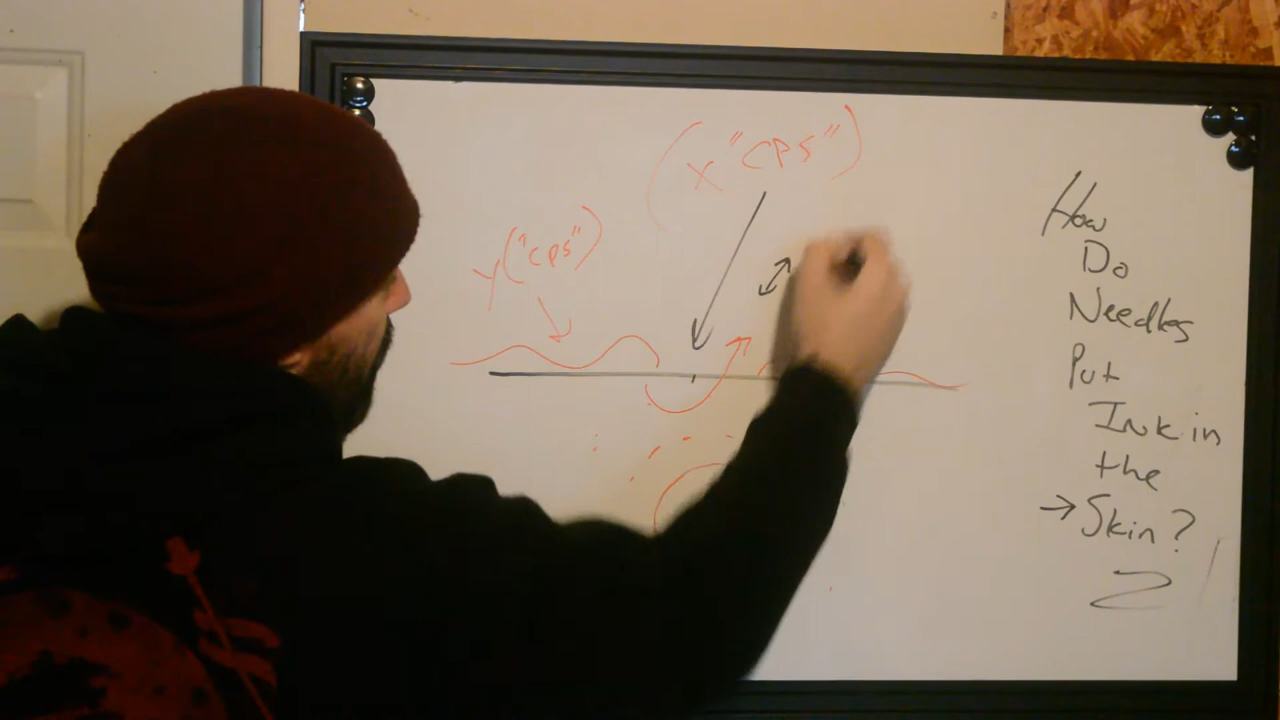 (x "CPS")
y("cps")
How
Do
Needles
Put
Ink in
the
→ Skin?